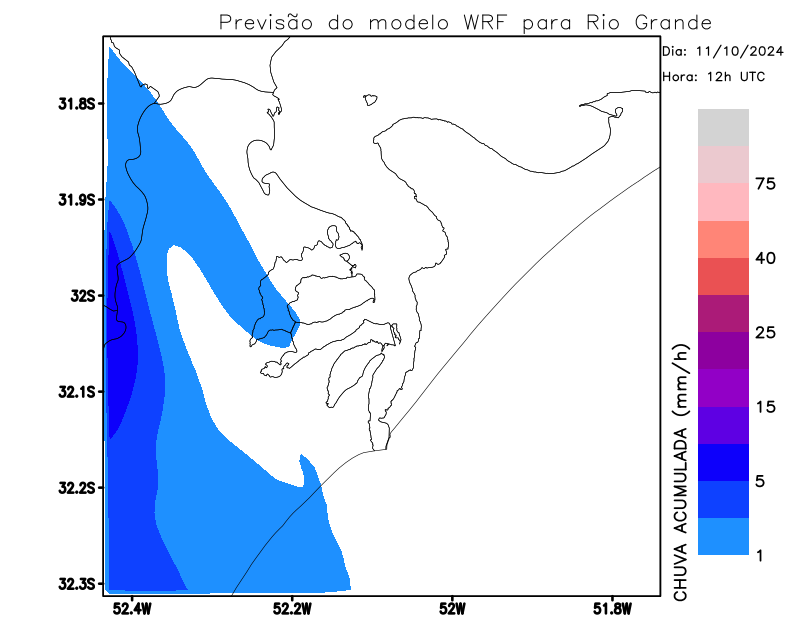 Previsão do modelo WRF para Rio Grande
Dia: 11/10/2024
Hora: 12h UTC
31.8S
31.9S
32S
32.1S
32.2S
32.3S
52.4W
52.2W
52W
51.8W
75
40
25
15
5
1
CHUVA ACUMULADA (mm/h)